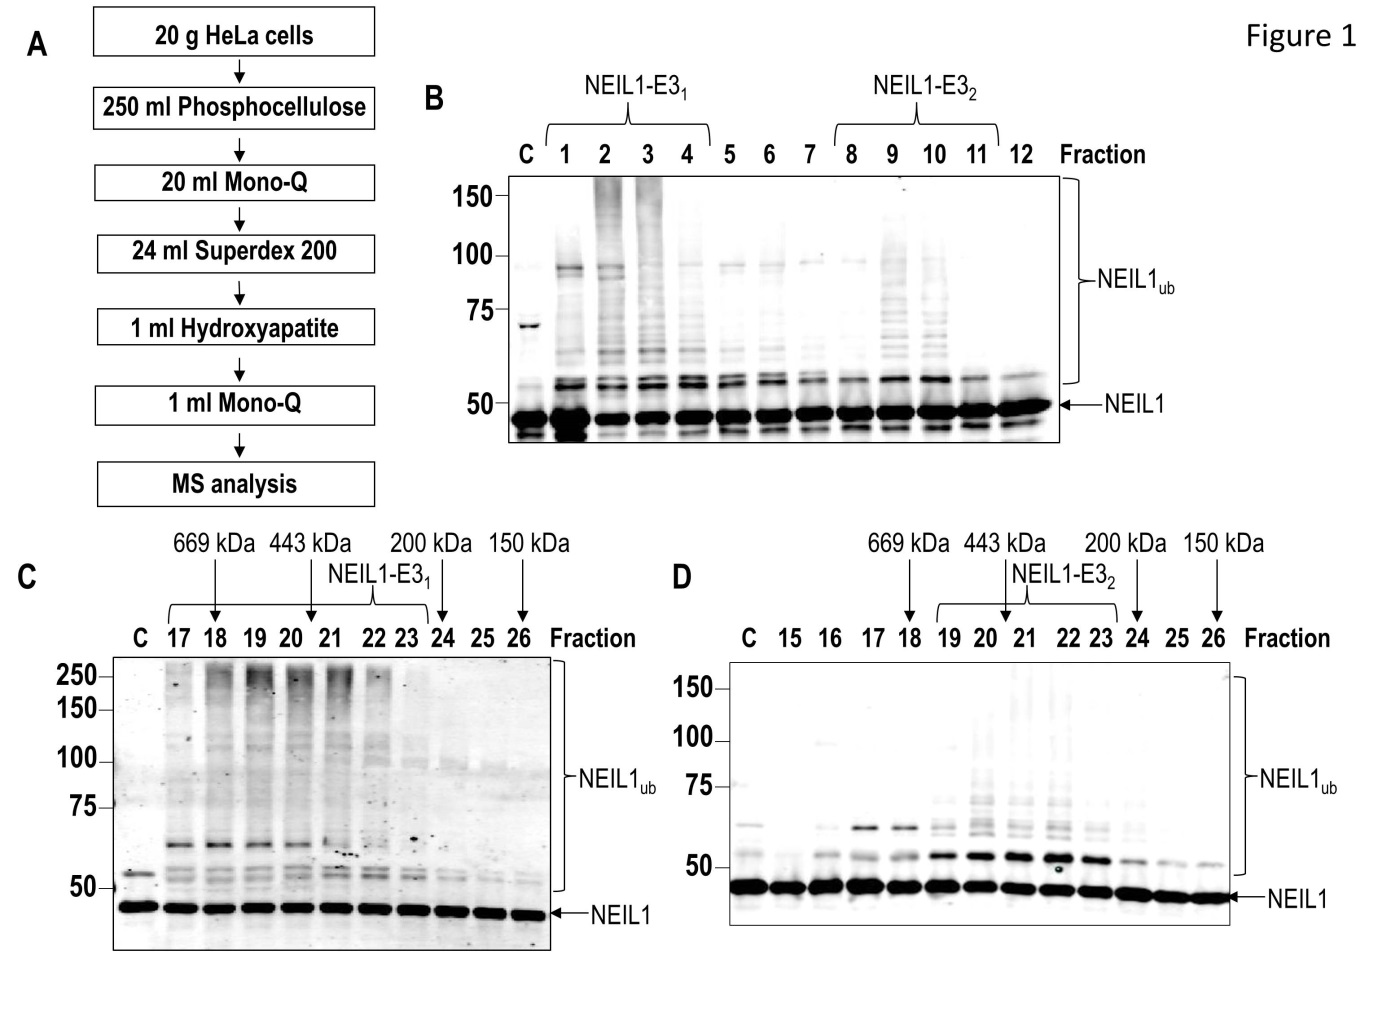 Figure 1
A
20 g HeLa cells
250 ml Phosphocellulose
20 ml Mono-Q
24 ml Superdex 200
1 ml Hydroxyapatite
1 ml Mono-Q
MS analysis
B
NEIL1-E3₁ NEIL1-E3₂
C 1 2 3 4 5 6 7 8 9 10 11 12 Fraction
150
100
75
50
NEIL1ub
NEIL1
C
669 kDa 443 kDa 200 kDa 150 kDa
NEIL1-E3₁
C 17 18 19 20 21 22 23 24 25 26 Fraction
250
150
100
75
50
NEIL1ub
NEIL1
D
669 kDa 443 kDa 200 kDa 150 kDa
NEIL1-E3₂
C 15 16 17 18 19 20 21 22 23 24 25 26 Fraction
150
100
75
50
NEIL1ub
NEIL1